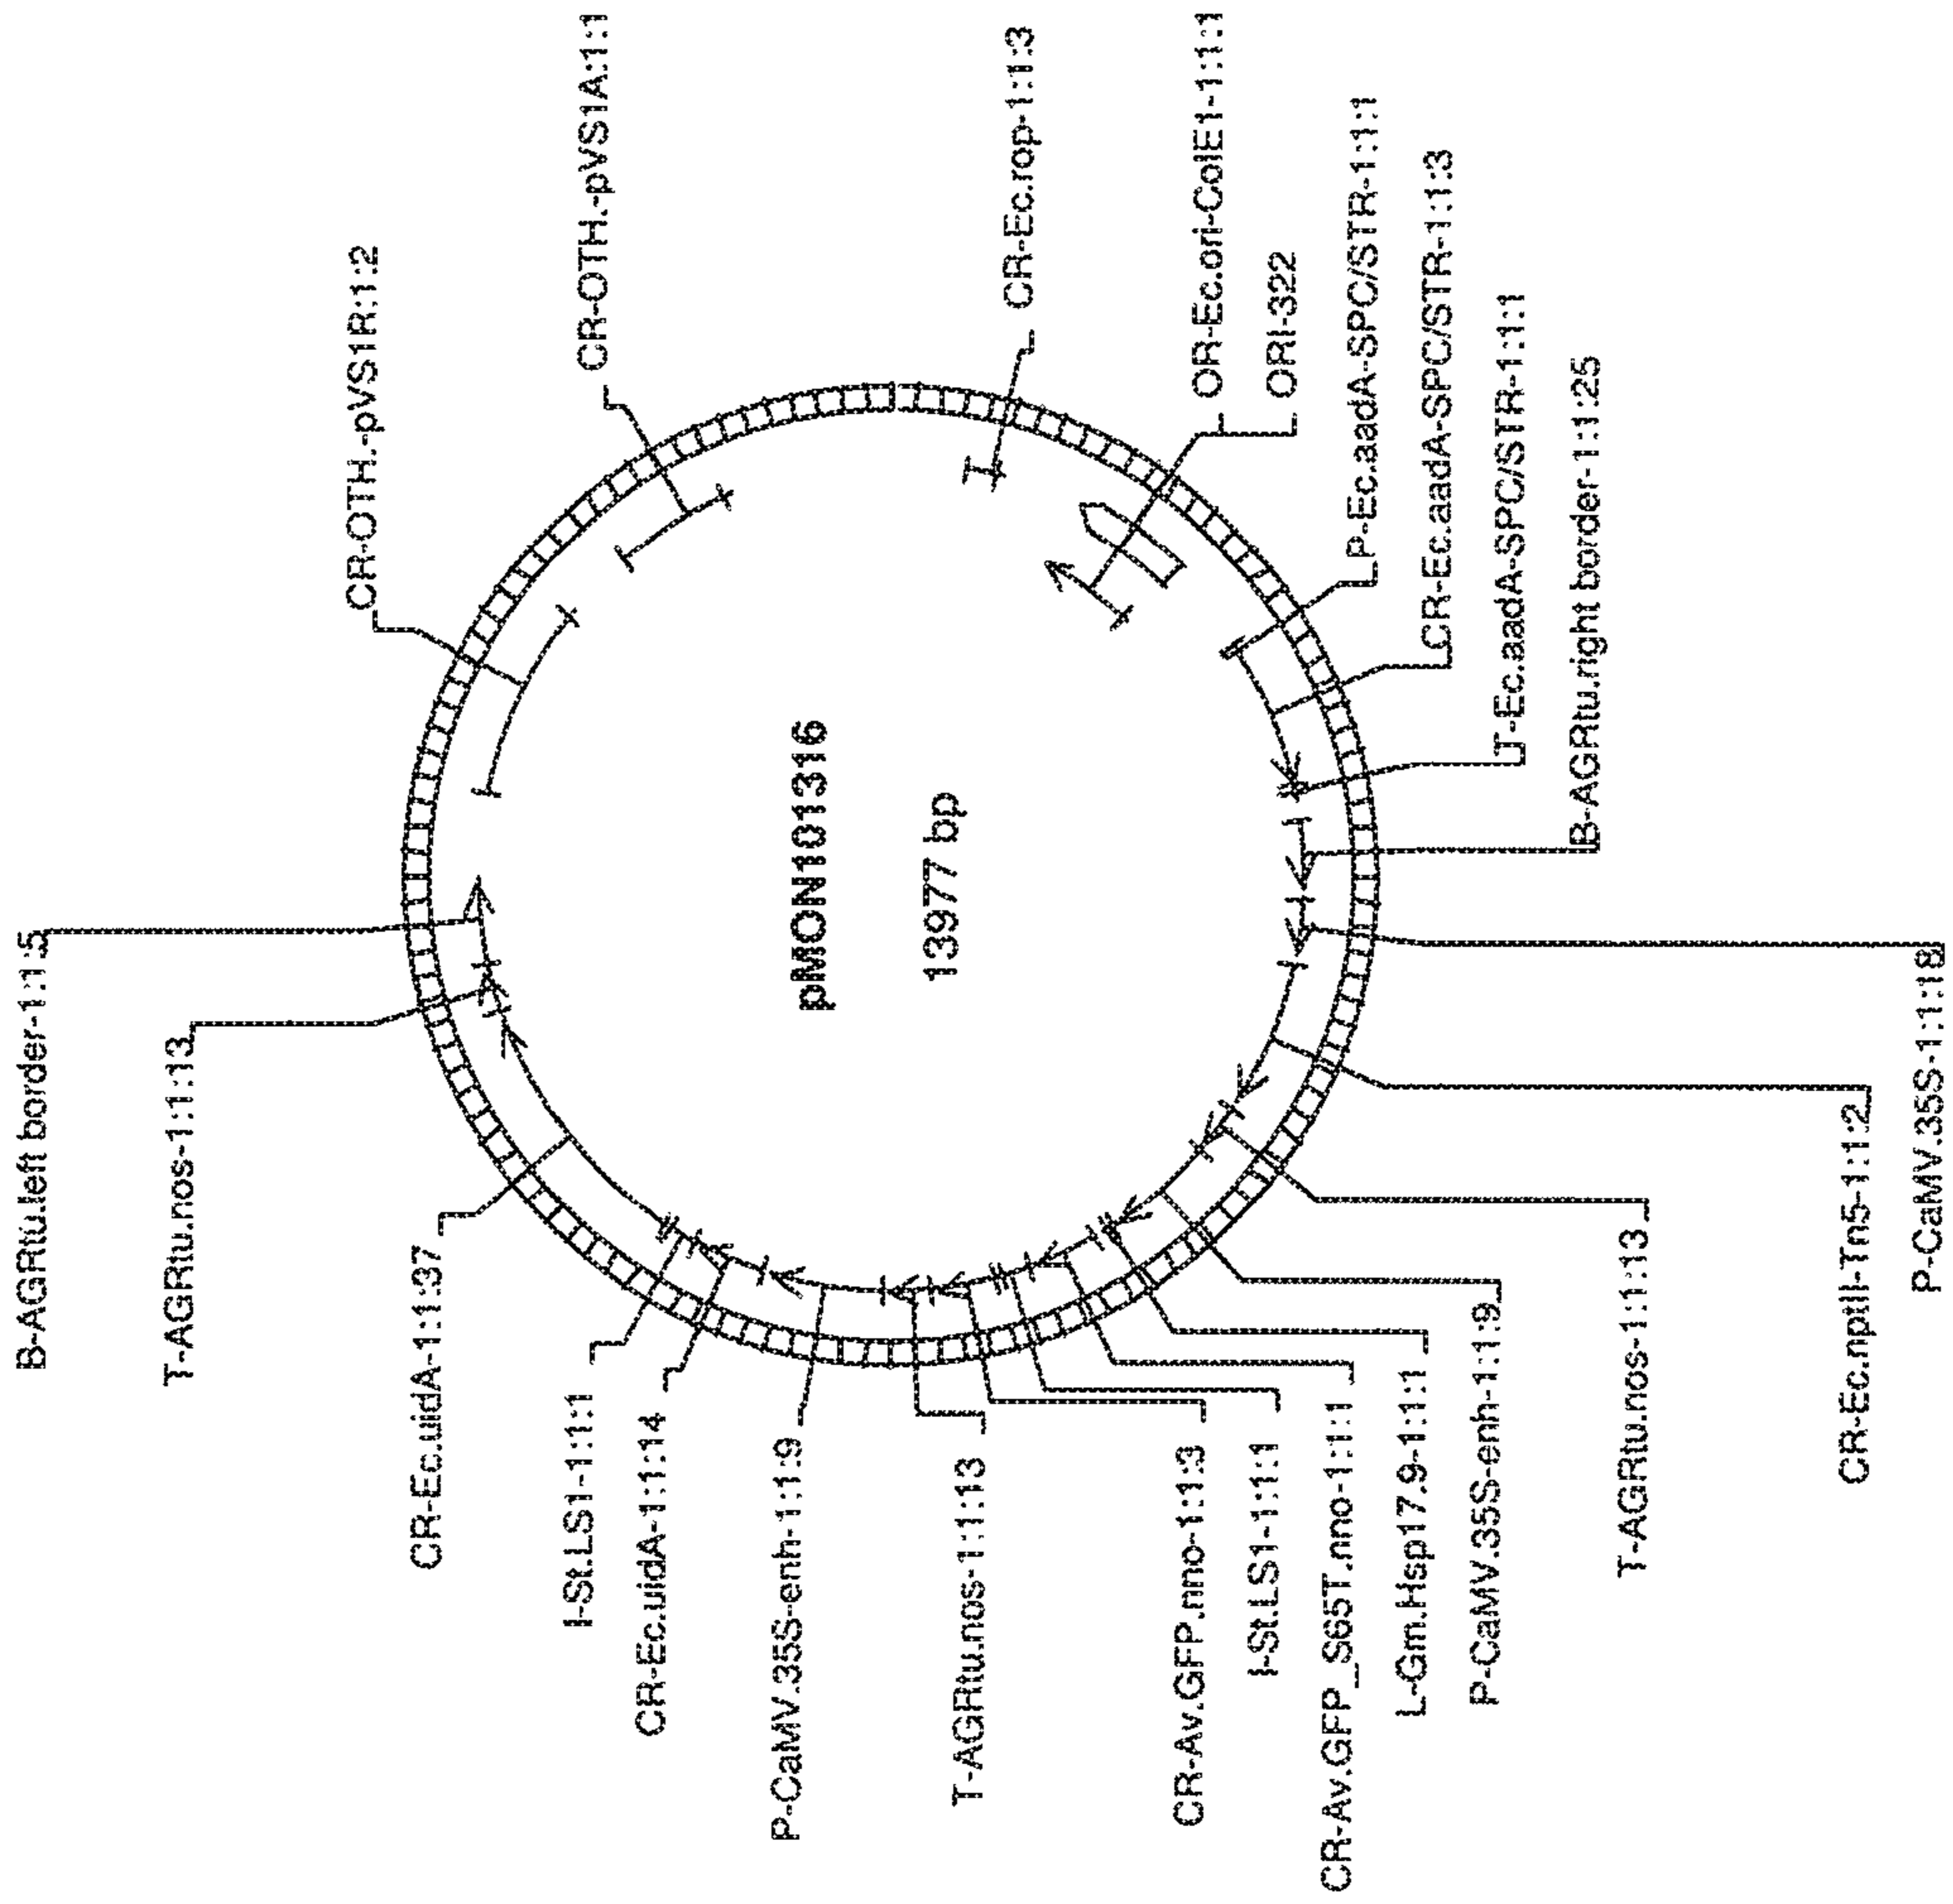 pMON101316
13977 bp
CR-OTH.-pVS1A:1:1
CR-Ec.rop-1:1:3
OR-Ec.ori-ColE1-1:1:1
ORI-322
P-Ec.aadA-SPC/STR-1:1:1
CR-Ec.aadA-SPC/STR-1:1:3
T-Ec.aadA-SPC/STR-1:1:1
B-AGRtu.right border-1:1:25
P-CaMV.35S-1:1:18
CR-Ec.nptII-Tn5-1:1:2
T-AGRtu.nos-1:1:13
P-CaMV.35S-enh-1:1:9
L-Gm.Hsp17.9-1:1:1
CR-Av.GFP_S65T.nno-1:1:1
I-St.LS1-1:1:1
CR-Av.GFP.nno-1:1:3
T-AGRtu.nos-1:1:13
P-CaMV.35S-enh-1:1:9
CR-Ec.uidA-1:1:14
I-St.LS1-1:1:1
CR-Ec.uidA-1:1:37
T-AGRtu.nos-1:1:13
B-AGRtu.left border-1:1:5
CR-OTH.-pVS1R:1:2